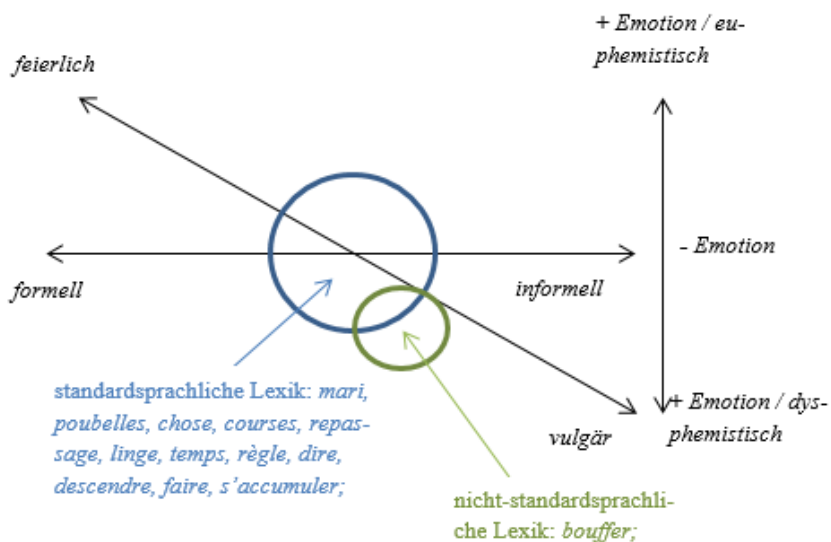 + Emotion / eu-
phemistisch
feierlich
- Emotion
formell
informell
standardsprachliche Lexik: mari,
poubelles, chose, courses, repas-
sage, linge, temps, règle, dire,
descendre, faire, s'accumuler;
+ Emotion / dys-
phemistisch
vulgär
nicht-standardsprachli-
che Lexik: bouffer;